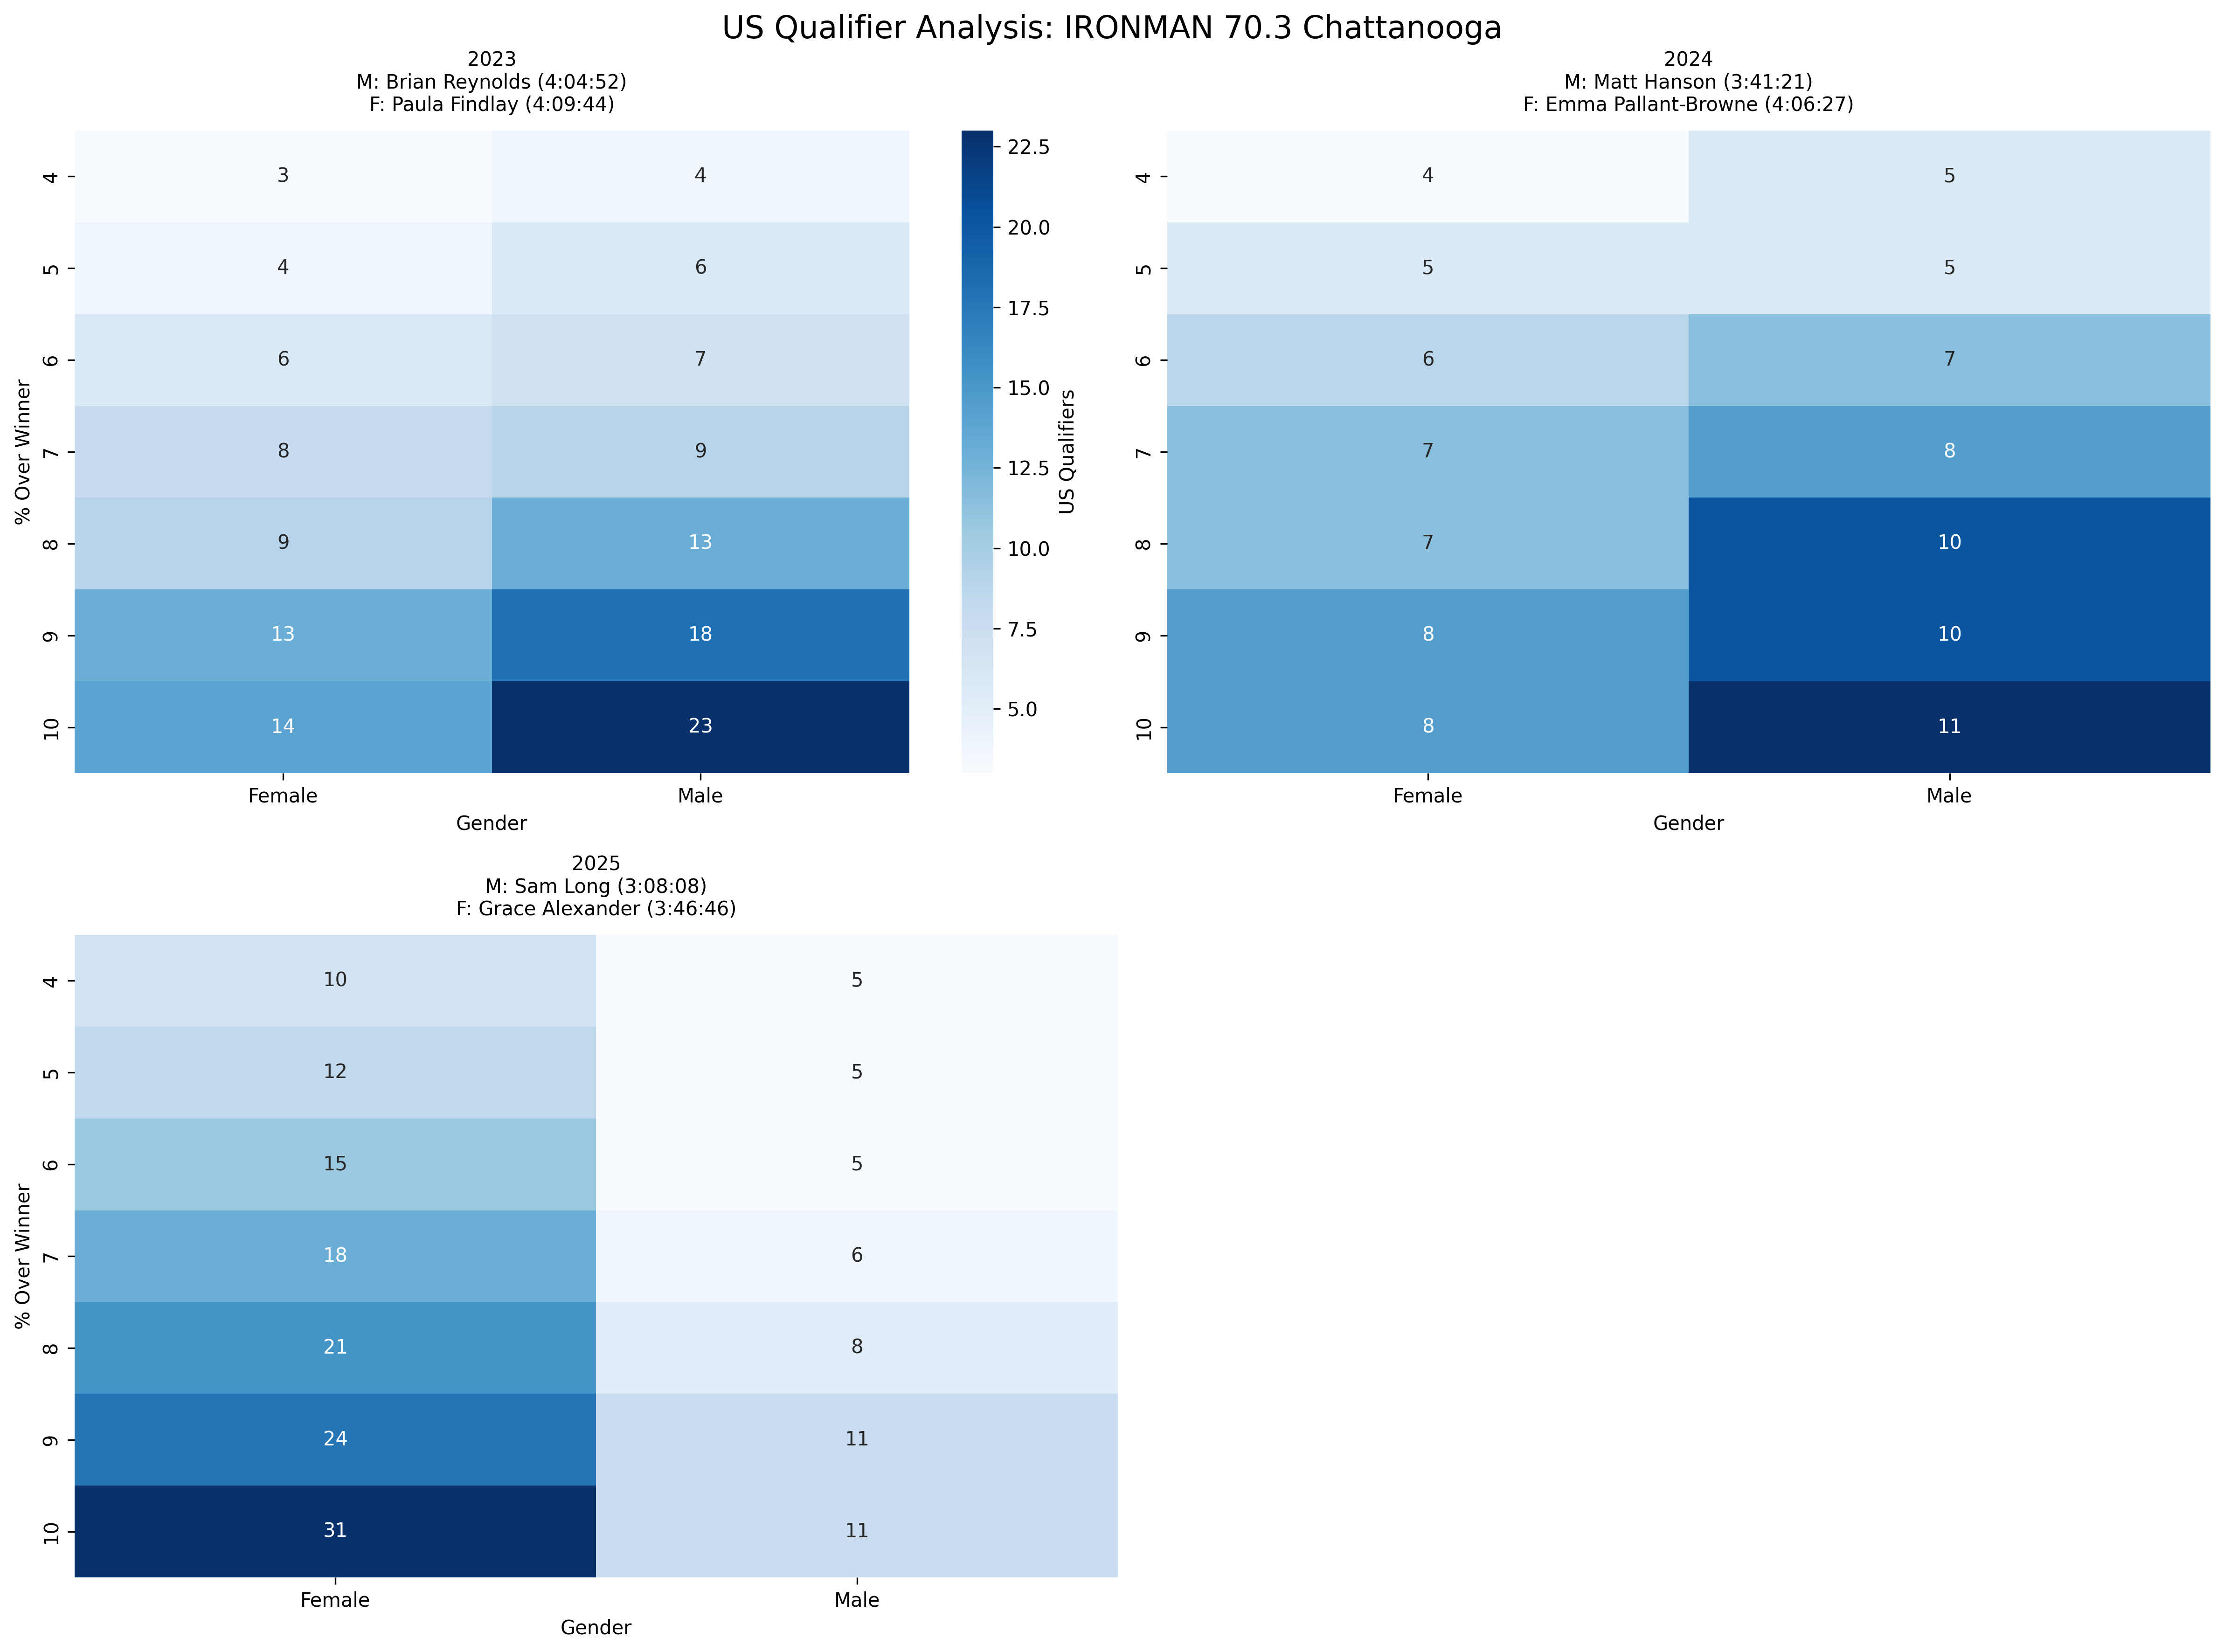 US Qualifier Analysis: IRONMAN 70.3 Chattanooga
2023
M: Brian Reynolds (4:04:52)
F: Paula Findlay (4:09:44)
% Over Winner
4 3 4
5 4 6
6 6 7
7 8 9
8 9 13
9 13 18
10 14 23
Female Male
Gender
22.5
20.0
17.5
15.0
12.5
10.0
7.5
5.0
US Qualifiers
2024
M: Matt Hanson (3:41:21)
F: Emma Pallant-Browne (4:06:27)
4 4 5
5 5 5
6 6 7
7 7 8
8 7 10
9 8 10
10 8 11
Female Male
Gender
2025
M: Sam Long (3:08:08)
F: Grace Alexander (3:46:46)
% Over Winner
4 10 5
5 12 5
6 15 5
7 18 6
8 21 8
9 24 11
10 31 11
Female Male
Gender